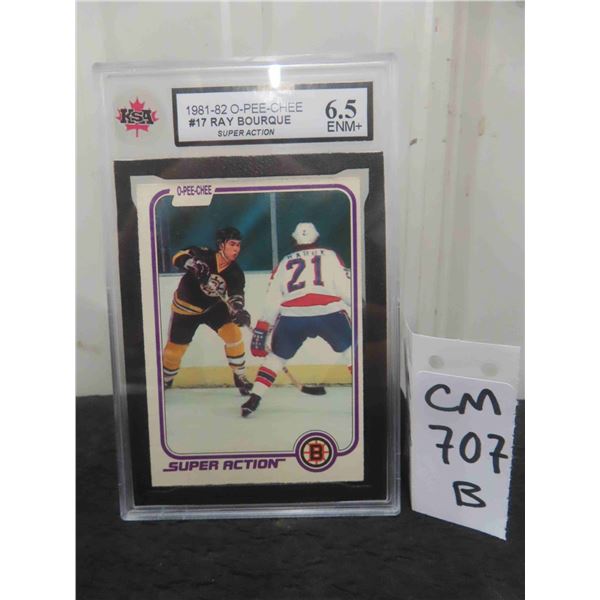 KSA
1981-82 O-PEE-CHEE
#17 RAY BOURQUE
SUPER ACTION
6.5
ENM+
O-PEE-CHEE
MARUK
21
SUPER ACTION
B
CM
707
B